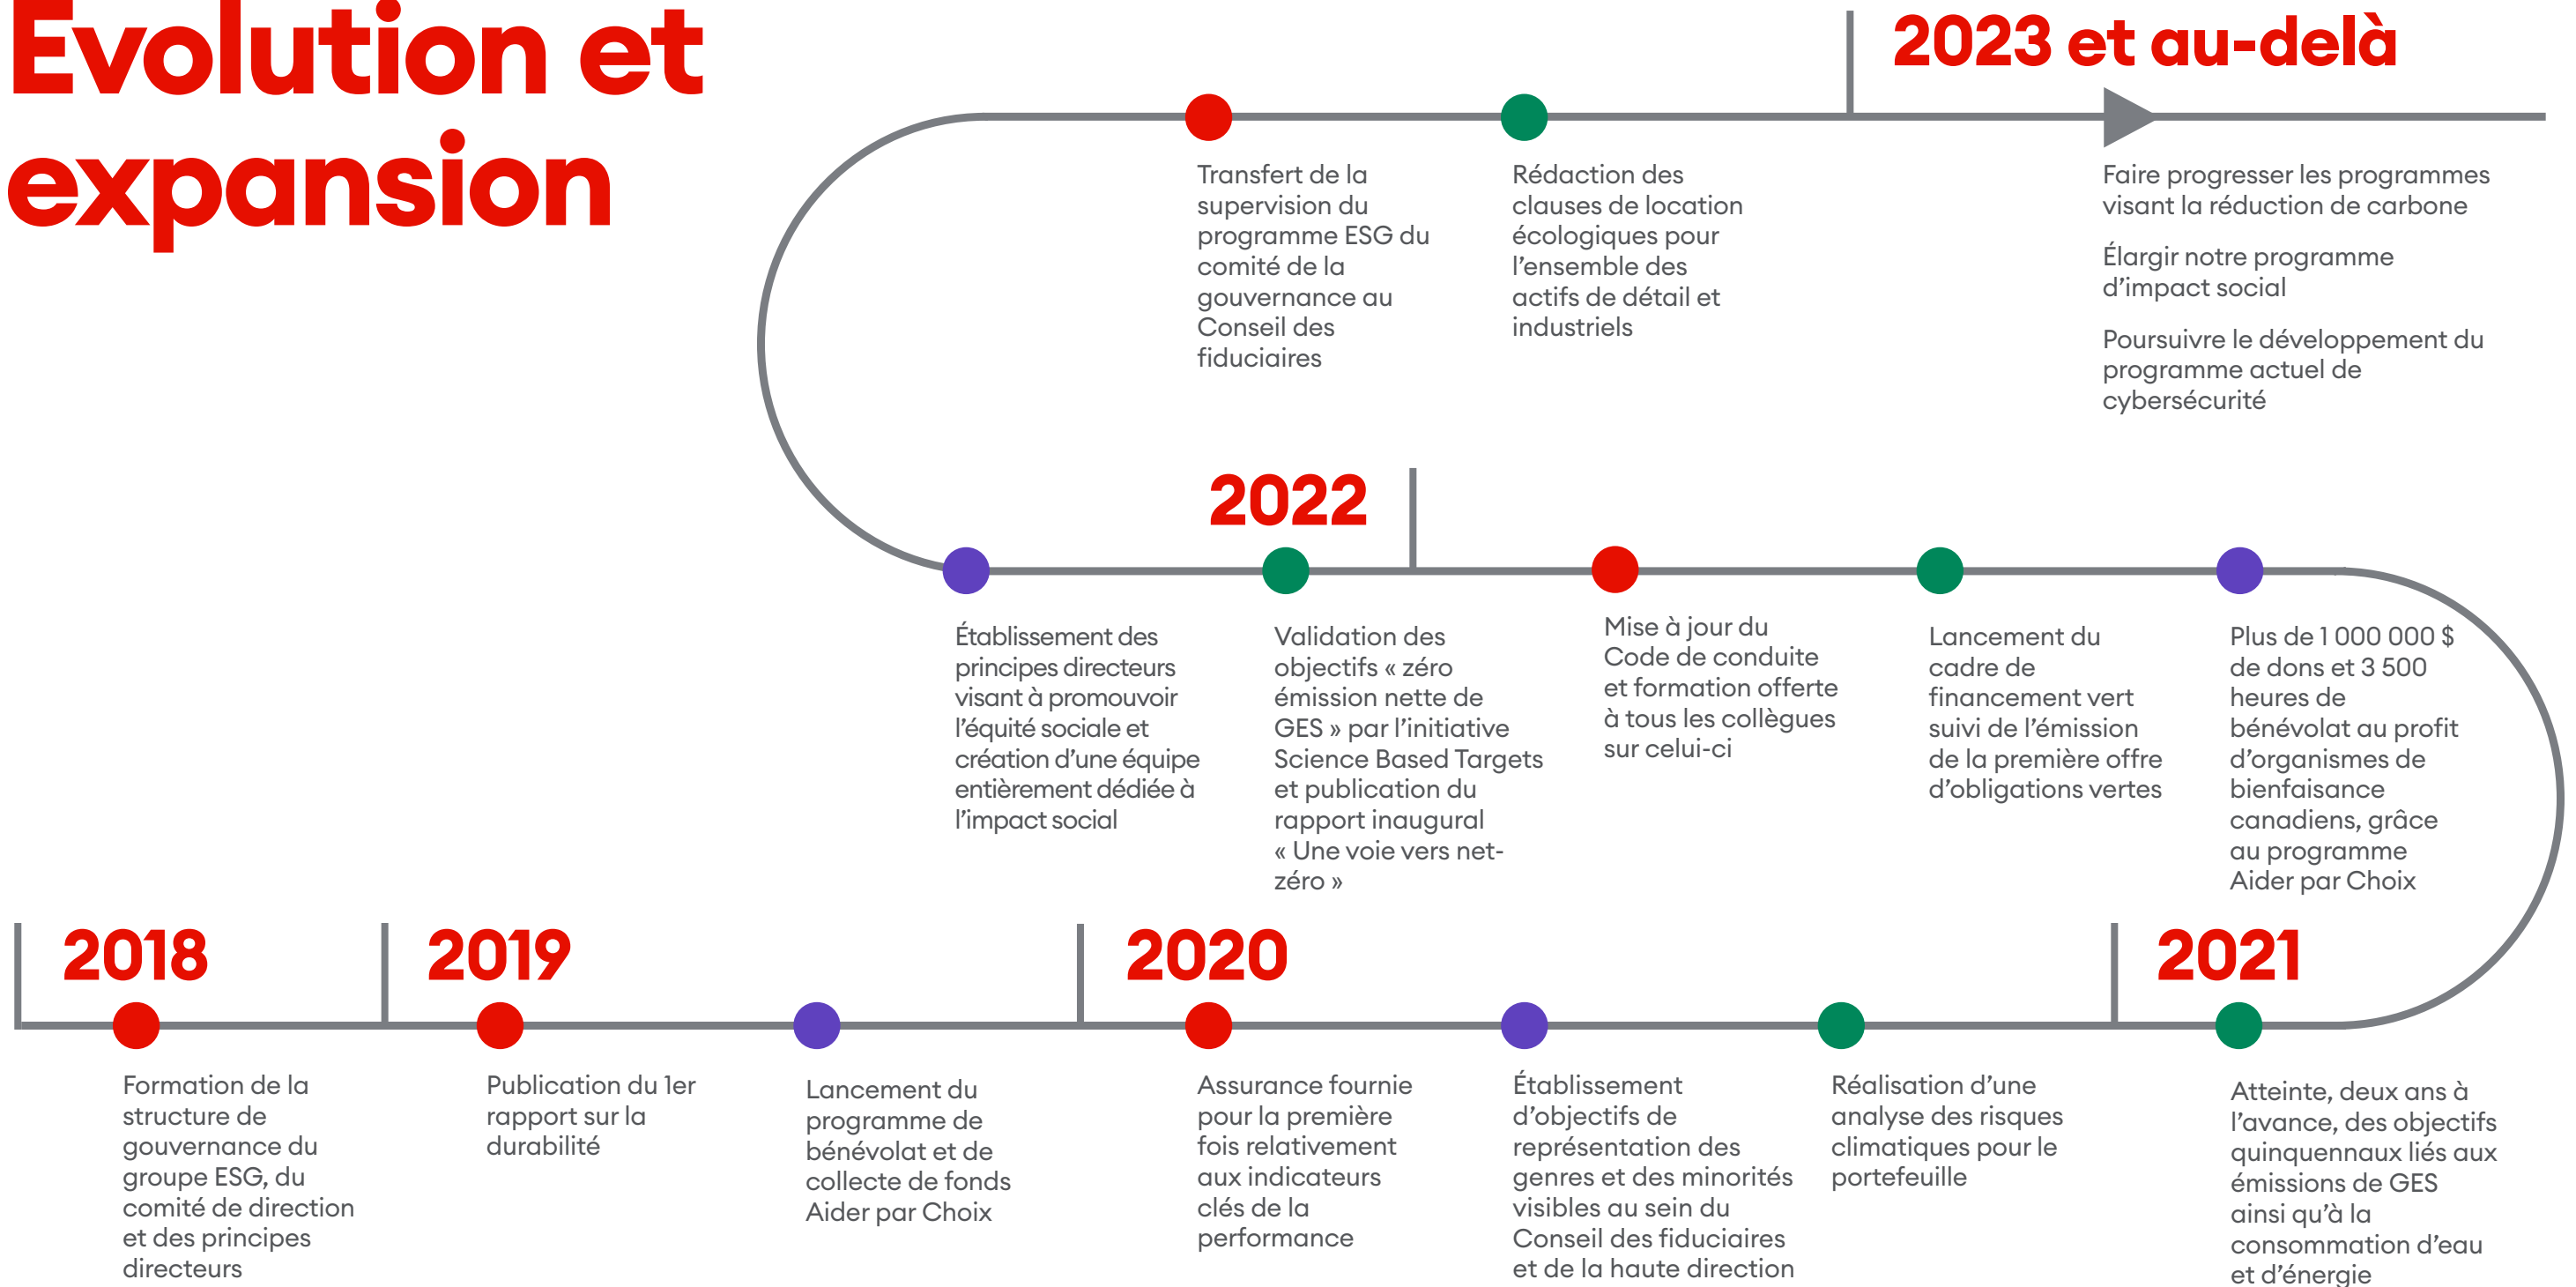 Evolution et
expansion
2023 et au-delà
Transfert de la
supervision du
programme ESG du
comité de la
gouvernance au
Conseil des
fiduciaires
Rédaction des
clauses de location
écologiques pour
l'ensemble des
actifs de détail et
industriels
Faire progresser les programmes
visant la réduction de carbone
Élargir notre programme
d'impact social
Poursuivre le développement du
programme actuel de
cybersécurité
2022
Établissement des
principes directeurs
visant à promouvoir
l'équité sociale et
création d'une équipe
entièrement dédiée à
l'impact social
Validation des
objectifs « zéro
émission nette de
GES » par l'initiative
Science Based Targets
et publication du
rapport inaugural
« Une voie vers net-
zéro »
Mise à jour du
Code de conduite
et formation offerte
à tous les collègues
sur celui-ci
Lancement du
cadre de
financement vert
suivi de l'émission
de la première offre
d'obligations vertes
Plus de 1 000 000 $
de dons et 3 500
heures de
bénévolat au profit
d'organismes de
bienfaisance
canadiens, grâce
au programme
Aider par Choix
2018
2019
2020
2021
Formation de la
structure de
gouvernance du
groupe ESG, du
comité de direction
et des principes
directeurs
Publication du 1er
rapport sur la
durabilité
Lancement du
programme de
bénévolat et de
collecte de fonds
Aider par Choix
Assurance fournie
pour la première
fois relativement
aux indicateurs
clés de la
performance
Établissement
d'objectifs de
représentation des
genres et des minorités
visibles au sein du
Conseil des fiduciaires
et de la haute direction
Réalisation d'une
analyse des risques
climatiques pour le
portefeuille
Atteinte, deux ans à
l'avance, des objectifs
quinquennaux liés aux
émissions de GES
ainsi qu'à la
consommation d'eau
et d'énergie